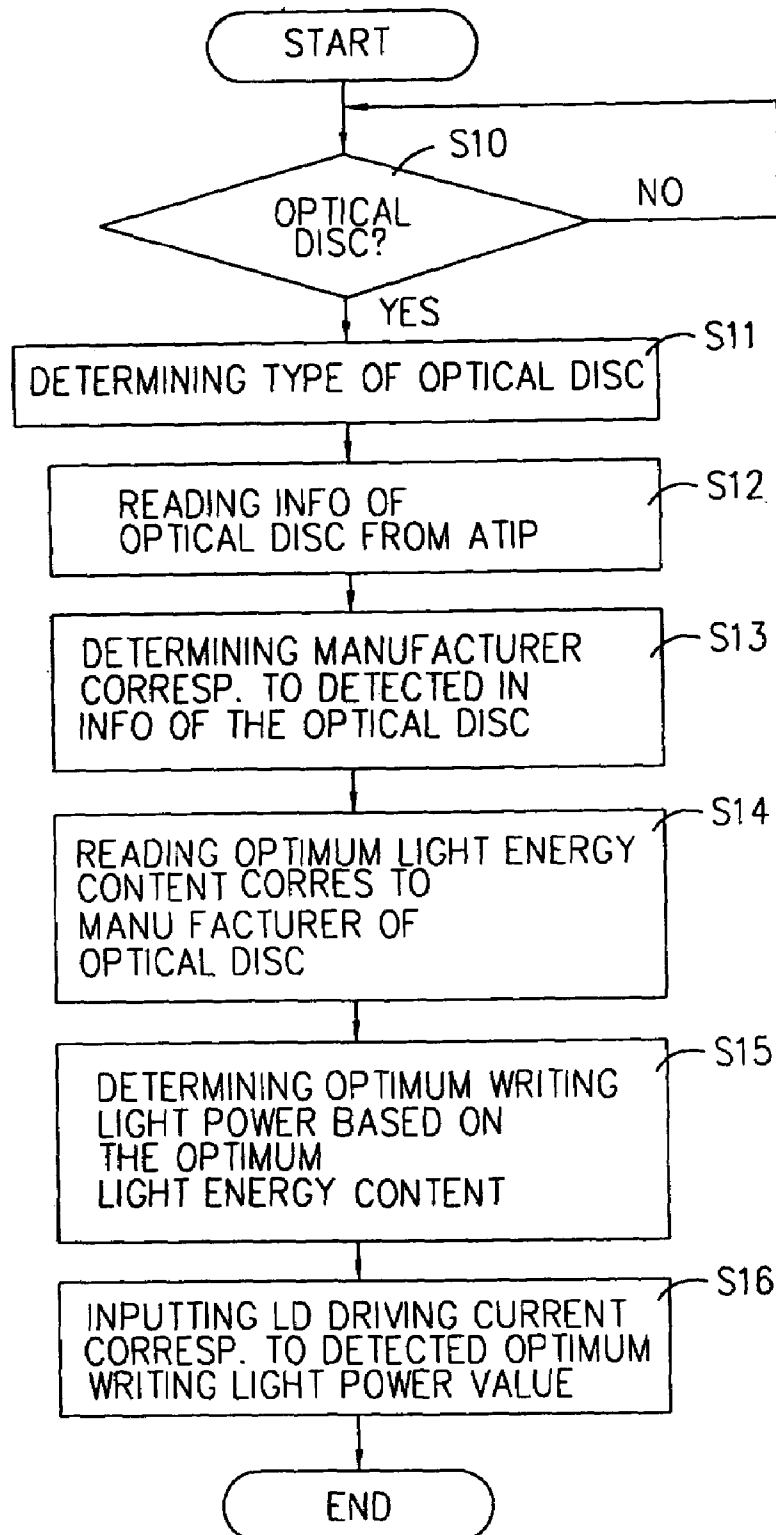 START
S10
OPTICAL
DISC?
NO
YES
S11
DETERMINING TYPE OF OPTICAL DISC
S12
READING INFO OF
OPTICAL DISC FROM ATIP
S13
DETERMINING MANUFACTURER
CORRESP. TO DETECTED IN
INFO OF THE OPTICAL DISC
S14
READING OPTIMUM LIGHT ENERGY
CONTENT CORRES TO
MANU FACTURER OF
OPTICAL DISC
S15
DETERMINING OPTIMUM WRITING
LIGHT POWER BASED ON
THE OPTIMUM
LIGHT ENERGY CONTENT
S16
INPUTTING LD DRIVING CURRENT
CORRESP. TO DETECTED OPTIMUM
WRITING LIGHT POWER VALUE
END